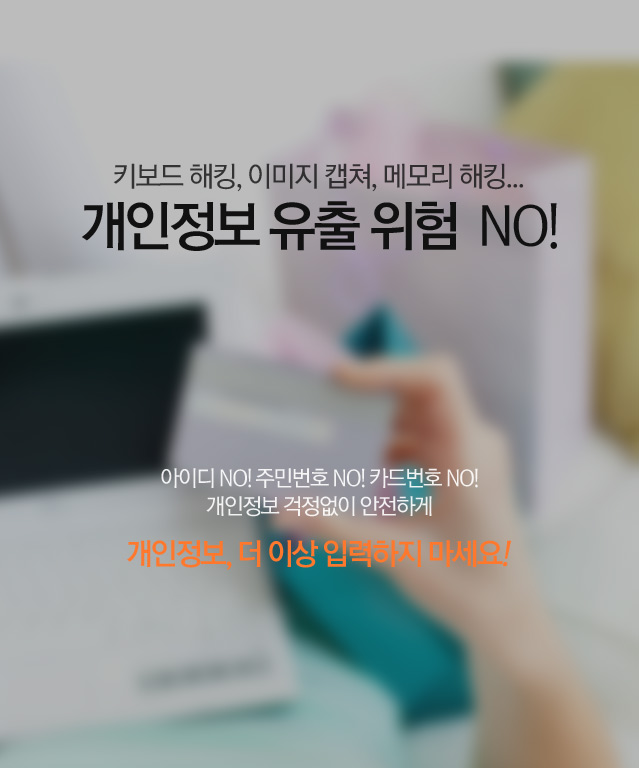 키보드 해킹, 이미지 캡쳐, 메모리 해킹...
개인정보 유출 위험 NO!
아이디 NO! 주민번호 NO! 카드번호 NO!
개인정보 걱정없이 안전하게
개인정보, 더 이상 입력하지 마세요!